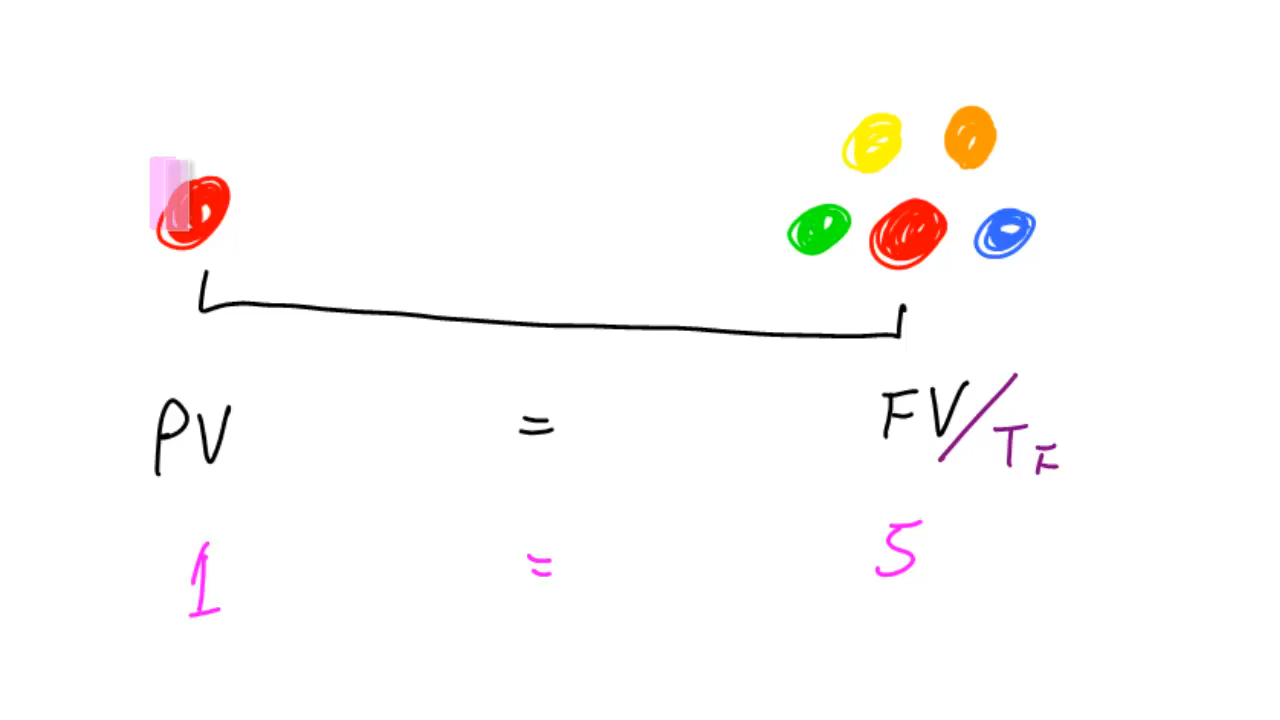 PV = FV/TF
1 = 5